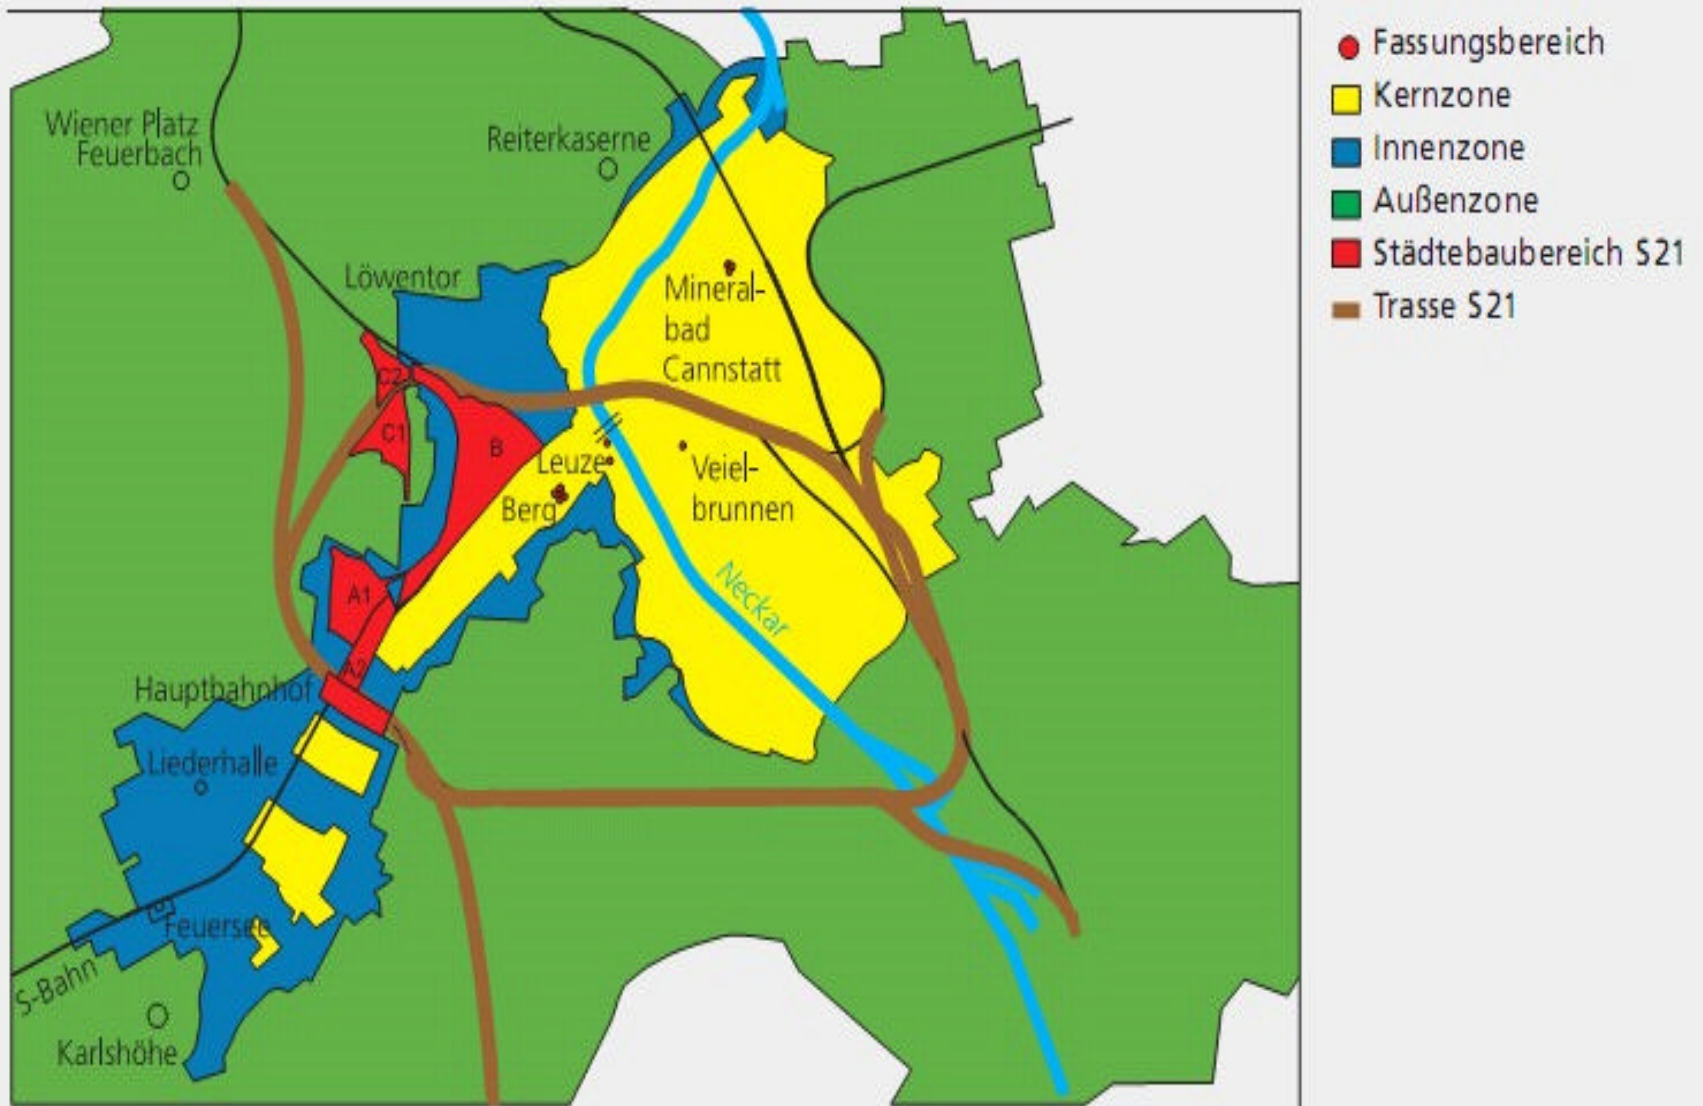 Wiener Platz
Feuerbach
Reiterkaserne
Löwentor
Mineral-
bad
Cannstatt
C2
C1
B
Leuze
Berg
Veiel-
brunnen
Neckar
A1
A2
Hauptbahnhof
Liederhalle
Feuersee
S-Bahn
Karlshöhe
Fassungsbereich
Kernzone
Innenzone
Außenzone
Städtebaubereich S21
Trasse S21